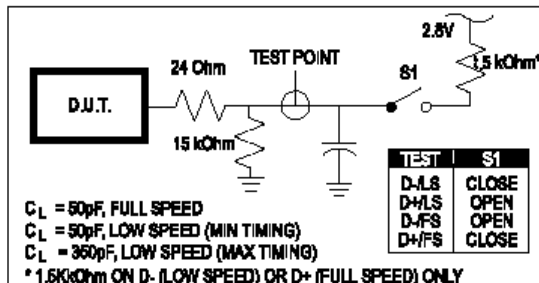 2.8V
24 Ohm
TEST POINT
S1
1.5 kOhm*
D.U.T.
15 kOhm
TEST S1
D-/LS CLOSE
D+/LS OPEN
D-/FS OPEN
D+/FS CLOSE
CL = 50pF, FULL SPEED
CL = 50pF, LOW SPEED (MIN TIMING)
CL = 350pF, LOW SPEED (MAX TIMING)
* 1.5KkOhm ON D- (LOW SPEED) OR D+ (FULL SPEED) ONLY